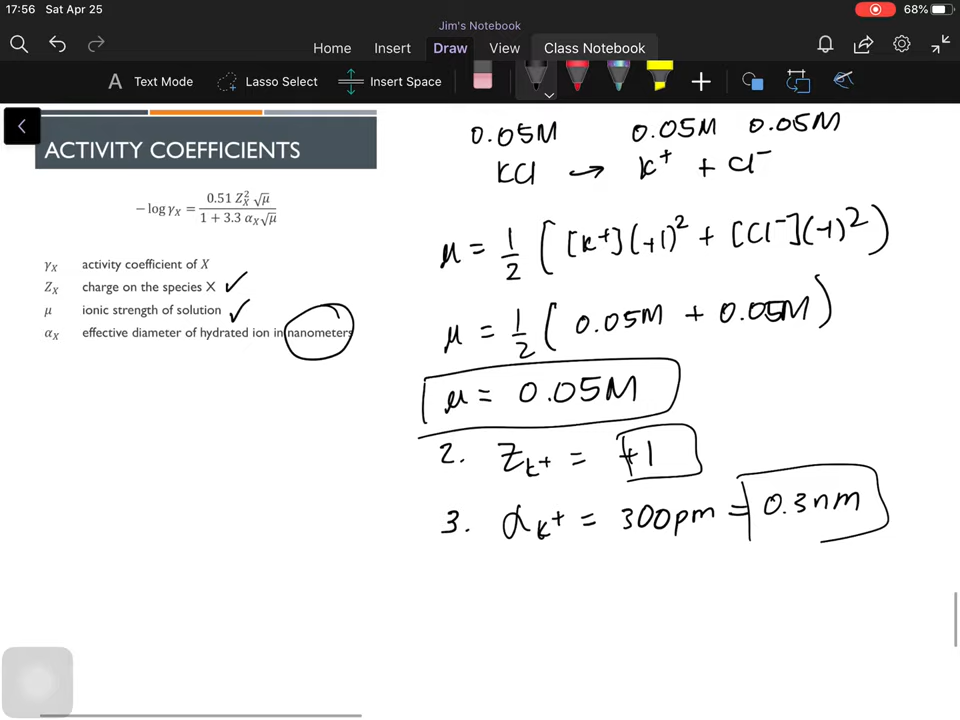 17:56 Sat Apr 25 68%
Jim's Notebook
Home Insert Draw View Class Notebook
Text Mode Lasso Select Insert Space
ACTIVITY COEFFICIENTS
− log γX = 0.51 ZX² √μ / 1 + 3.3 αX√μ
γX activity coefficient of X
ZX charge on the species X ✓
μ ionic strength of solution ✓
αX effective diameter of hydrated ion in nanometers
0.05M 0.05M 0.05M
KCl → K⁺ + Cl⁻
μ = 1/2 ( [K⁺](+1)² + [Cl⁻](-1)² )
μ = 1/2 ( 0.05M + 0.05M )
μ = 0.05M
2. ZK⁺ = +1
3. αK⁺ = 300pm = 0.3nm